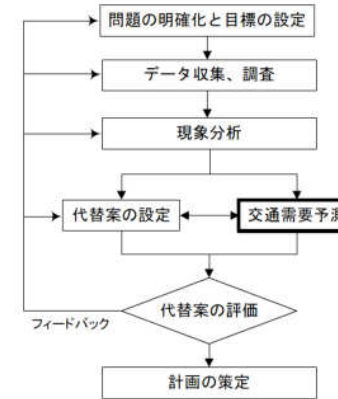 問題の明確化と目標の設定
データ収集、調査
現象分析
代替案の設定
交通需要予測
代替案の評価
フィードバック
計画の策定